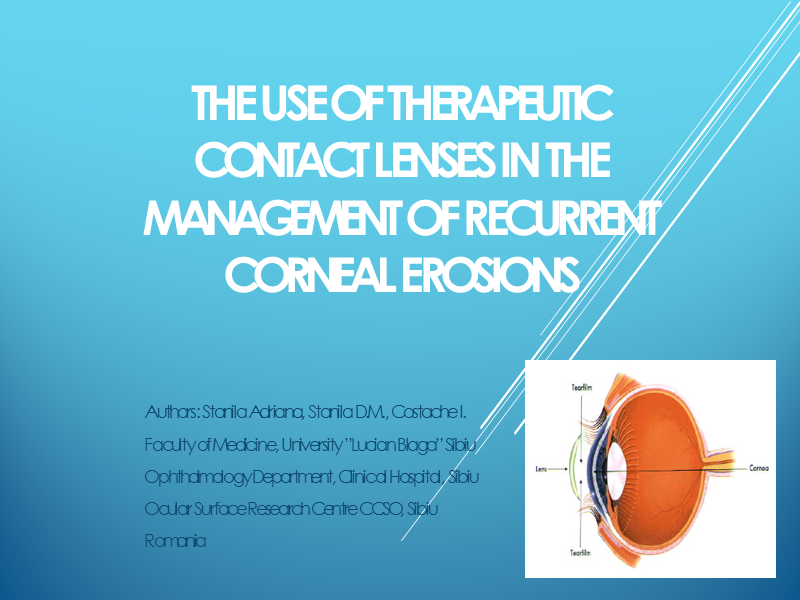 THE USE OF THERAPEUTIC
CONTACT LENSES IN THE
MANAGEMENT OF RECURRENT
CORNEAL EROSIONS
Authors: Stanila Adriana, Stanila D.M., Costache I.
Faculty of Medicine, University "Lucian Blaga" Sibiu
Ophthalmology Department, Clinical Hospital, Sibiu
Ocular Surface Research Centre CCSO, Sibiu
Romania
Tearfilm
Lens
Cornea
Tearfilm